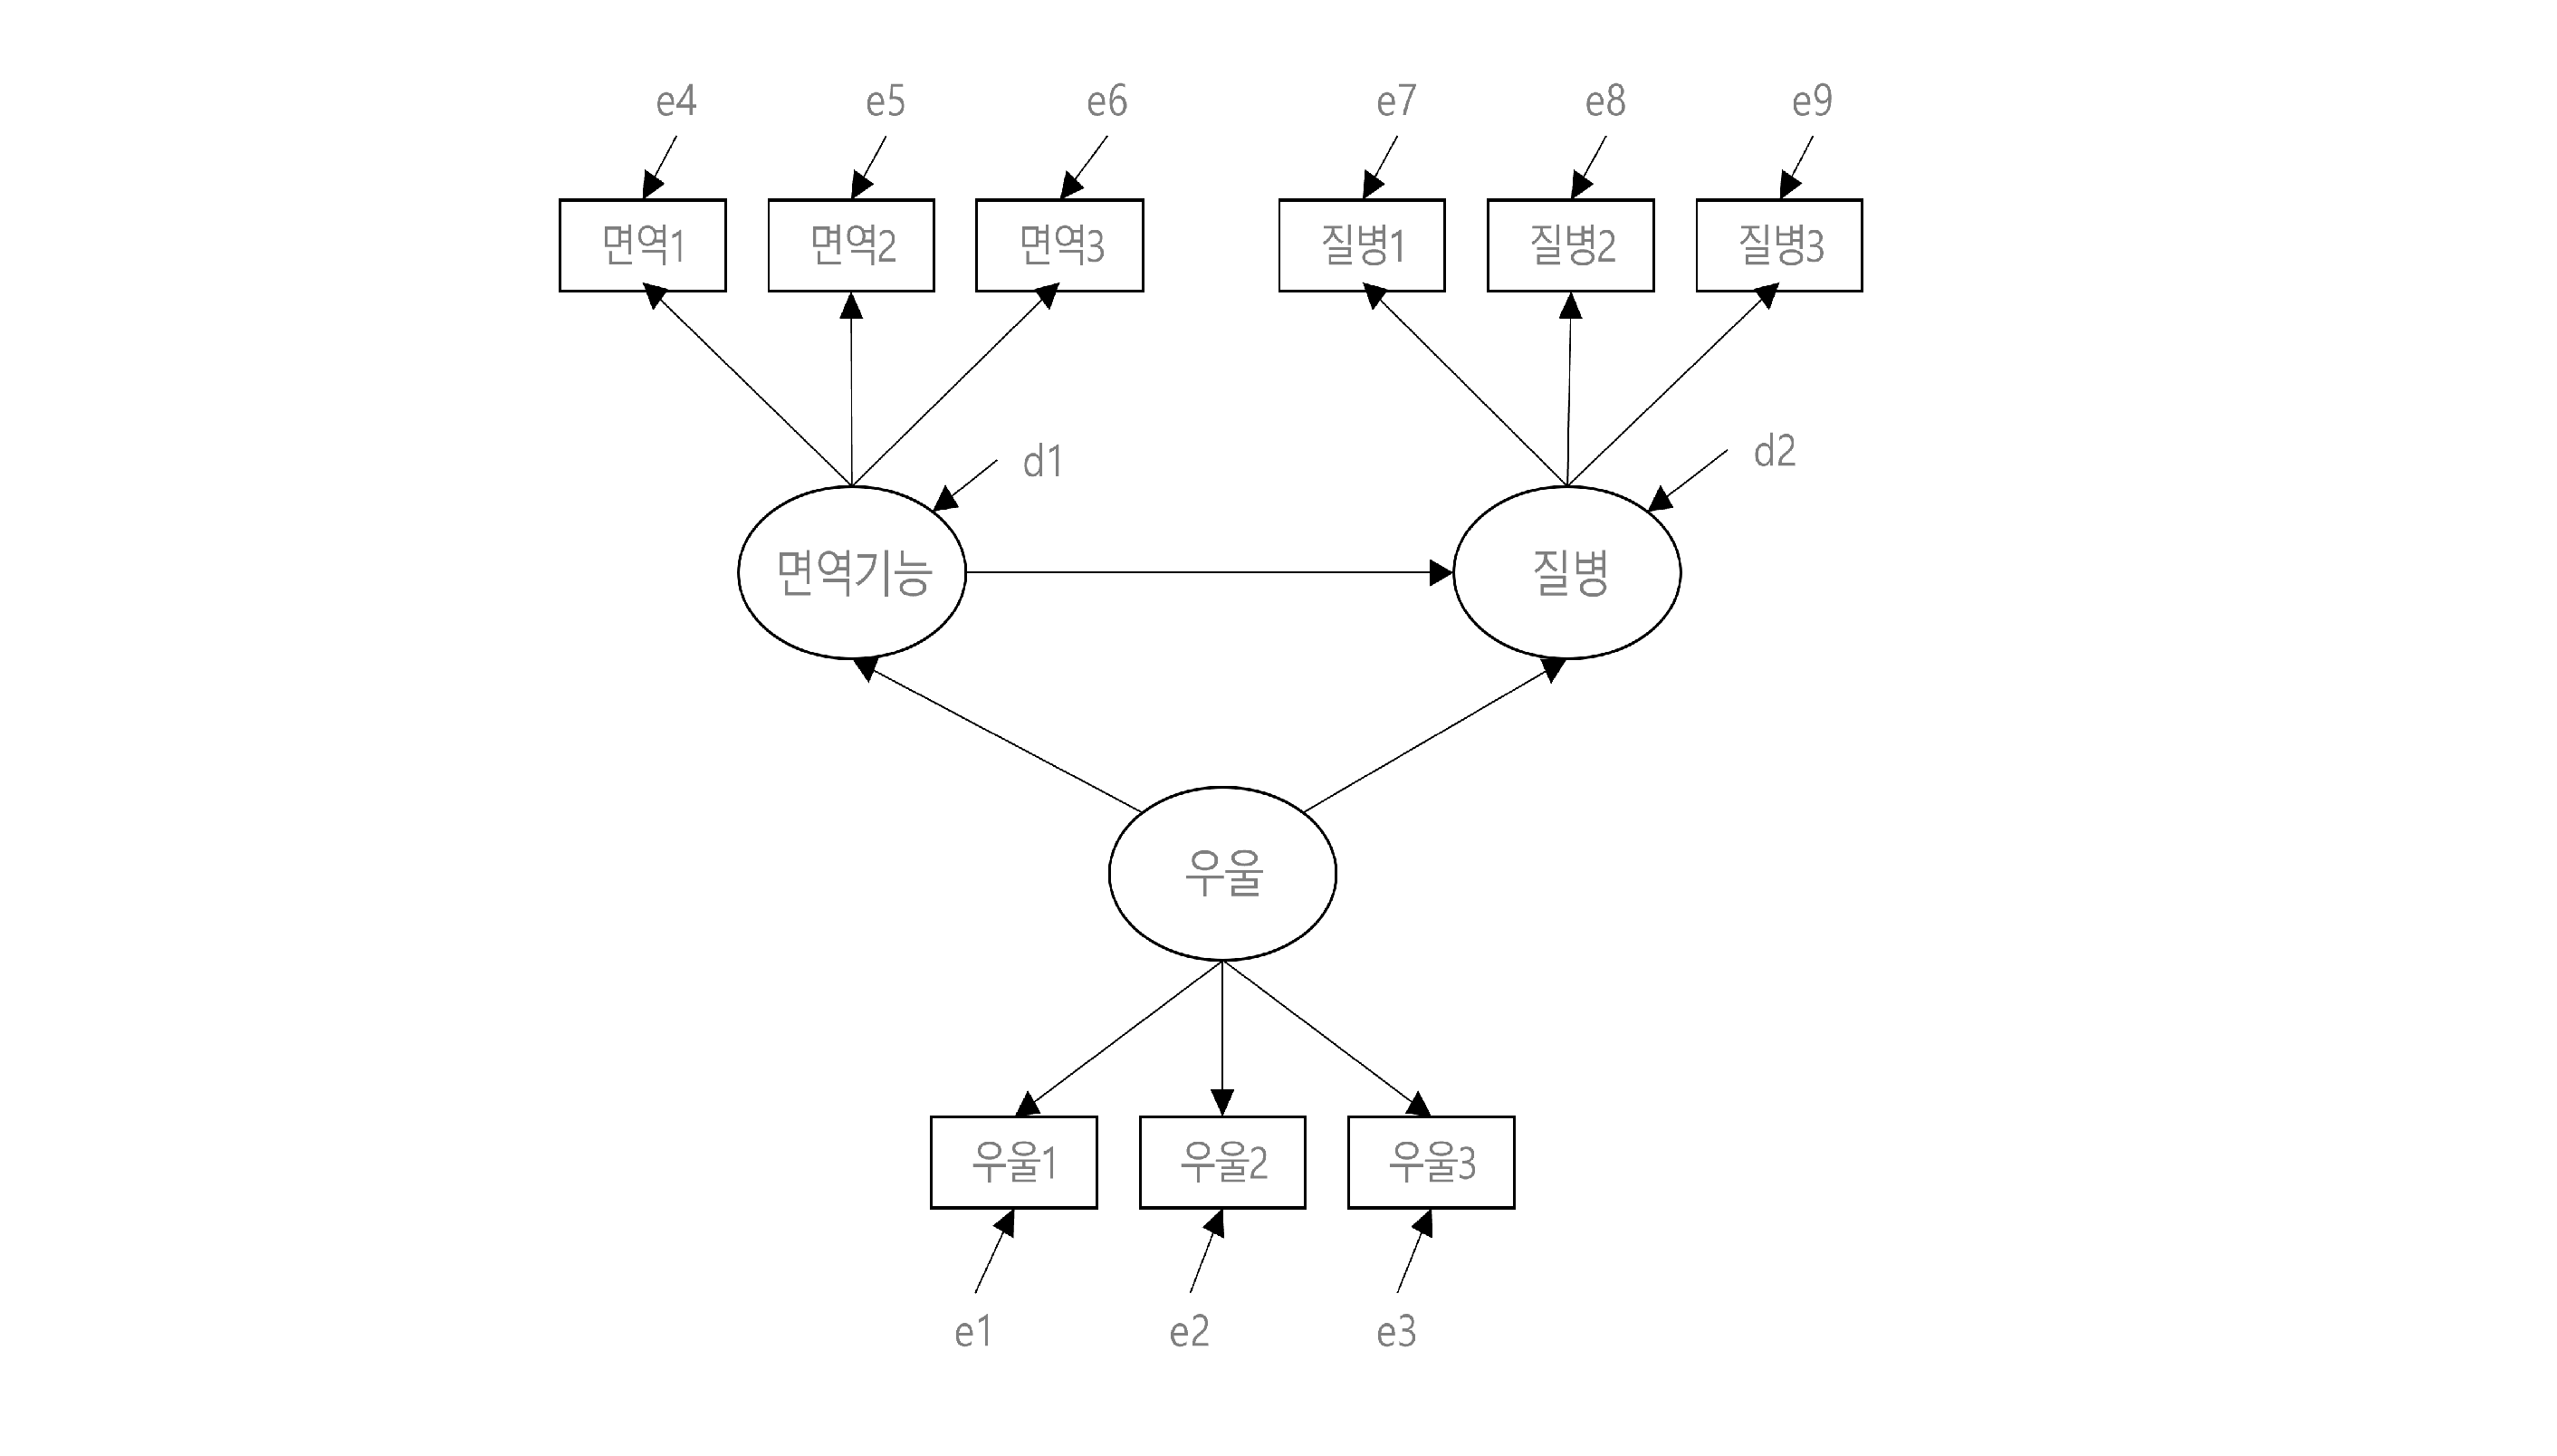 e4 e5 e6 e7 e8 e9
면역1 면역2 면역3 질병1 질병2 질병3
d1 d2
면역기능 질병
우울
우울1 우울2 우울3
e1 e2 e3